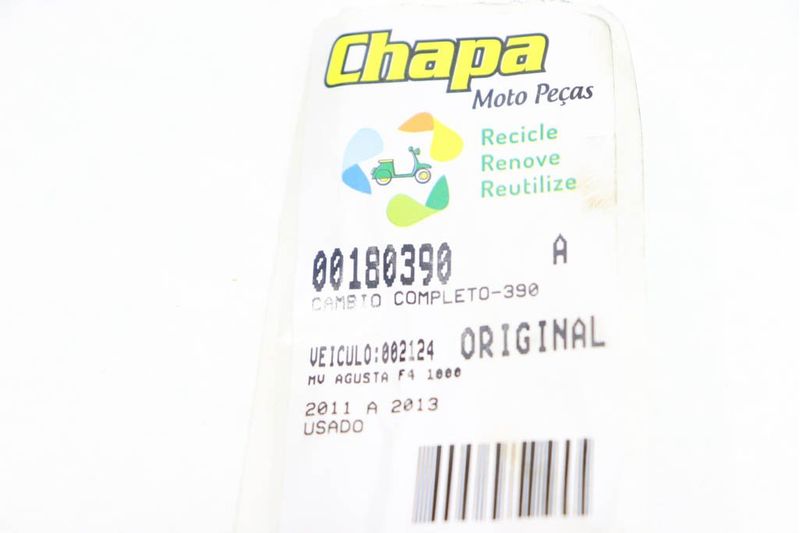 Chapa
Moto Peças
Recicle
Renove
Reutilize
00180390 A
CAMBIO COMPLETO-390
VEICULO:002124 ORIGINAL
MV AGUSTA F4 1000
2011 A 2013
USADO